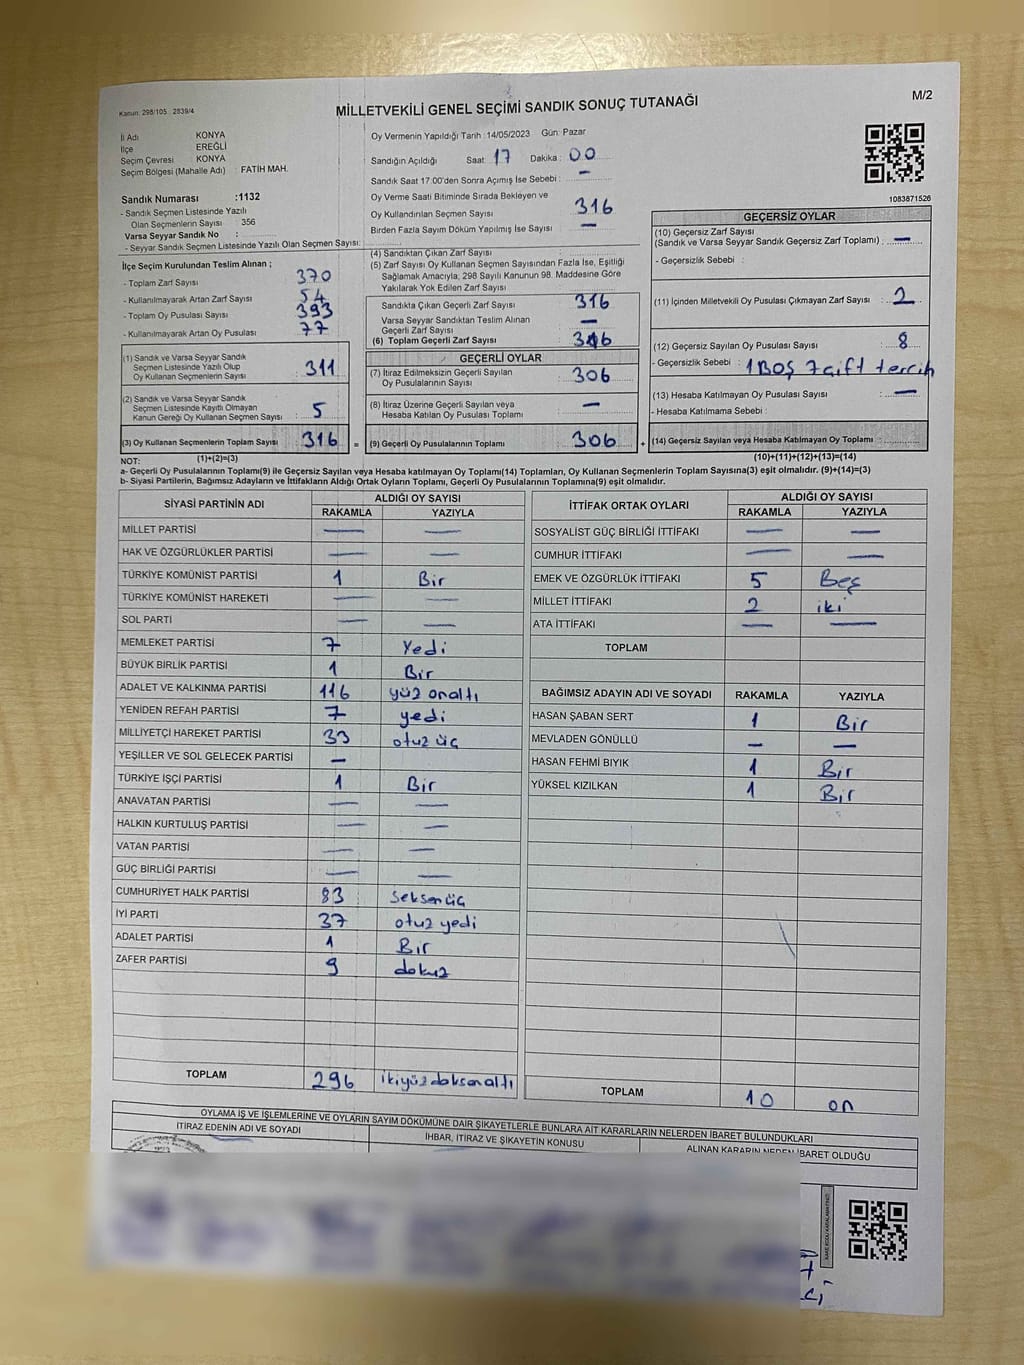 Kanun: 298/105 2839/4
MİLLETVEKİLİ GENEL SEÇİMİ SANDIK SONUÇ TUTANAĞI
M/2
İl Adı KONYA
İlçe EREĞLİ
Seçim Çevresi KONYA
Seçim Bölgesi (Mahalle Adı) : FATİH MAH.
Sandık Numarası :1132
- Sandık Seçmen Listesinde Yazılı
Olan Seçmenlerin Sayısı : 356
Varsa Seyyar Sandık No :
- Seyyar Sandık Seçmen Listesinde Yazılı Olan Seçmen Sayısı:
Oy Vermenin Yapıldığı Tarih :14/05/2023 Gün: Pazar
Sandığın Açıldığı Saat: 17 Dakika : 00
Sandık Saat 17:00'den Sonra Açımış İse Sebebi : —
Oy Verme Saati Bitiminde Sırada Bekleyen ve
Oy Kullandırılan Seçmen Sayısı 316
Birden Fazla Sayım Döküm Yapılmış İse Sayısı —
1083871526
İlçe Seçim Kurulundan Teslim Alınan ;
- Toplam Zarf Sayısı : 370
- Kullanılmayarak Artan Zarf Sayısı : 54
- Toplam Oy Pusulası Sayısı : 393
- Kullanılmayarak Artan Oy Pusulası : 77
(1) Sandık ve Varsa Seyyar Sandık
Seçmen Listesinde Yazılı Olup
Oy Kullanan Seçmenlerin Sayısı : 311
(2) Sandık ve Varsa Seyyar Sandık
Seçmen Listesinde Kayıtlı Olmayan
Kanun Gereği Oy Kullanan Seçmen Sayısı : 5
(3) Oy Kullanan Seçmenlerin Toplam Sayısı : 316 =
(1)+(2)=(3)
(4) Sandıktan Çıkan Zarf Sayısı
(5) Zarf Sayısı Oy Kullanan Seçmen Sayısından Fazla İse, Eşitliği
Sağlamak Amacıyla; 298 Sayılı Kanunun 98. Maddesine Göre
Yakılarak Yok Edilen Zarf Sayısı
Sandıkta Çıkan Geçerli Zarf Sayısı 316
Varsa Seyyar Sandıktan Teslim Alınan
Geçerli Zarf Sayısı —
(6) Toplam Geçerli Zarf Sayısı 316
GEÇERLİ OYLAR
(7) İtiraz Edilmeksizin Geçerli Sayılan
Oy Pusulalarının Sayısı 306
(8) İtiraz Üzerine Geçerli Sayılan veya
Hesaba Katılan Oy Pusulası Toplamı —
(9) Geçerli Oy Pusulalarının Toplamı 306 +
GEÇERSİZ OYLAR
(10) Geçersiz Zarf Sayısı
(Sandık ve Varsa Seyyar Sandık Geçersiz Zarf Toplamı) : —
- Geçersizlik Sebebi :
(11) İçinden Milletvekili Oy Pusulası Çıkmayan Zarf Sayısı : 2
(12) Geçersiz Sayılan Oy Pusulası Sayısı : 8
- Geçersizlik Sebebi : 1 BOŞ 7 çift tercih
(13) Hesaba Katılmayan Oy Pusulası Sayısı : —
- Hesaba Katılmama Sebebi :
(14) Geçersiz Sayılan veya Hesaba Katılmayan Oy Toplamı :
(10)+(11)+(12)+(13)=(14)
NOT:
a- Geçerli Oy Pusulalarının Toplamı(9) ile Geçersiz Sayılan veya Hesaba katılmayan Oy Toplamı(14) Toplamları, Oy Kullanan Seçmenlerin Toplam Sayısına(3) eşit olmalıdır. (9)+(14)=(3)
b- Siyasi Partilerin, Bağımsız Adayların ve İttifakların Aldığı Ortak Oyların Toplamı, Geçerli Oy Pusulalarının Toplamına(9) eşit olmalıdır.
SİYASİ PARTİNİN ADI ALDIĞI OY SAYISI
RAKAMLA YAZIYLA
MİLLET PARTİSİ — —
HAK VE ÖZGÜRLÜKLER PARTİSİ — —
TÜRKİYE KOMÜNİST PARTİSİ 1 Bir
TÜRKİYE KOMÜNİST HAREKETİ — —
SOL PARTİ — —
MEMLEKET PARTİSİ 7 Yedi
BÜYÜK BİRLİK PARTİSİ 1 Bir
ADALET VE KALKINMA PARTİSİ 116 yüz onaltı
YENİDEN REFAH PARTİSİ 7 yedi
MİLLİYETÇİ HAREKET PARTİSİ 33 otuz üç
YEŞİLLER VE SOL GELECEK PARTİSİ —
TÜRKİYE İŞÇİ PARTİSİ 1 Bir
ANAVATAN PARTİSİ — —
HALKIN KURTULUŞ PARTİSİ — —
VATAN PARTİSİ — —
GÜÇ BİRLİĞİ PARTİSİ — —
CUMHURİYET HALK PARTİSİ 83 seksen üç
İYİ PARTİ 37 otuz yedi
ADALET PARTİSİ 1 Bir
ZAFER PARTİSİ 9 dokuz
TOPLAM 296 ikiyüz doksan altı
İTTİFAK ORTAK OYLARI ALDIĞI OY SAYISI
RAKAMLA YAZIYLA
SOSYALİST GÜÇ BİRLİĞİ İTTİFAKI — —
CUMHUR İTTİFAKI — —
EMEK VE ÖZGÜRLÜK İTTİFAKI 5 Beş
MİLLET İTTİFAKI 2 iki
ATA İTTİFAKI — —
TOPLAM
BAĞIMSIZ ADAYIN ADI VE SOYADI RAKAMLA YAZIYLA
HASAN ŞABAN SERT 1 Bir
MEVLADEN GÖNÜLLÜ — —
HASAN FEHMİ BIYIK 1 Bir
YÜKSEL KIZILKAN 1 Bir
TOPLAM 10 on
OYLAMA İŞ VE İŞLEMLERİNE VE OYLARIN SAYIM DÖKÜMÜNE DAİR ŞİKAYETLERLE BUNLARA AİT KARARLARIN NELERDEN İBARET BULUNDUKLARI
İTİRAZ EDENİN ADI VE SOYADI
İHBAR, İTİRAZ VE ŞİKAYETİN KONUSU
ALINAN KARARIN NEDEN İBARET OLDUĞU